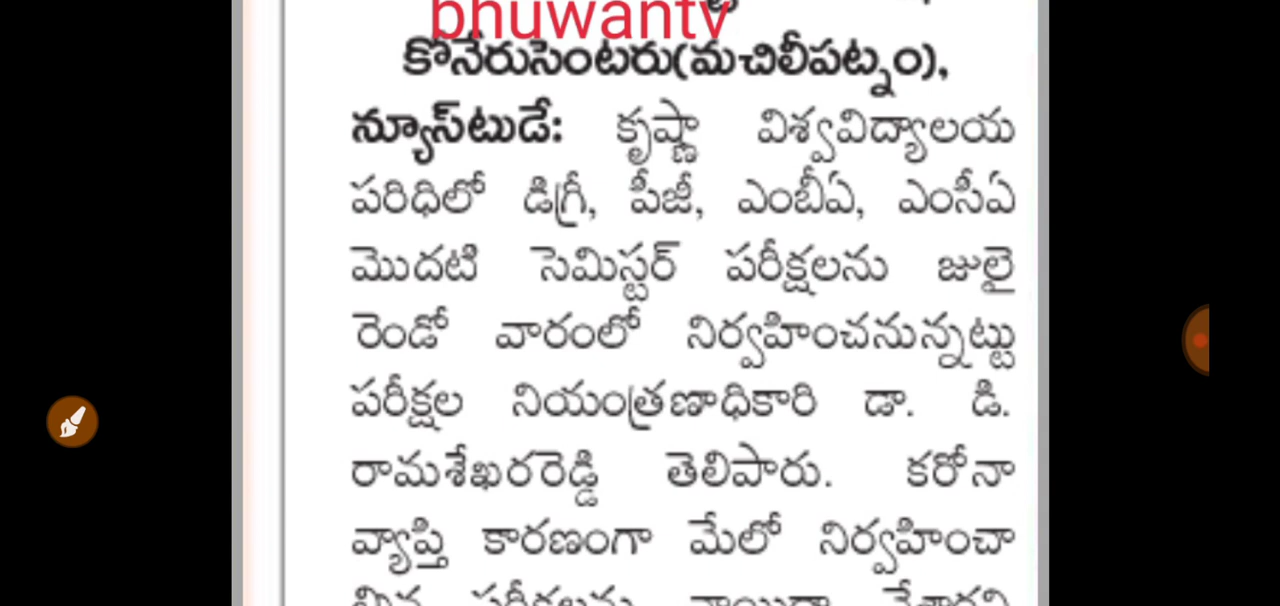 bhuwantv
కోనేరుసెంటరు(మచిలీపట్నం),
న్యూస్‌టుడే: కృష్ణా విశ్వవిద్యాలయ
పరిధిలో డిగ్రీ, పీజీ, ఎంబీఏ, ఎంసీఏ
మొదటి సెమిస్టర్ పరీక్షలను జులై
రెండో వారంలో నిర్వహించనున్నట్టు
పరీక్షల నియంత్రణాధికారి డా. డి.
రామశేఖరరెడ్డి తెలిపారు. కరోనా
వ్యాప్తి కారణంగా మేలో నిర్వహించా